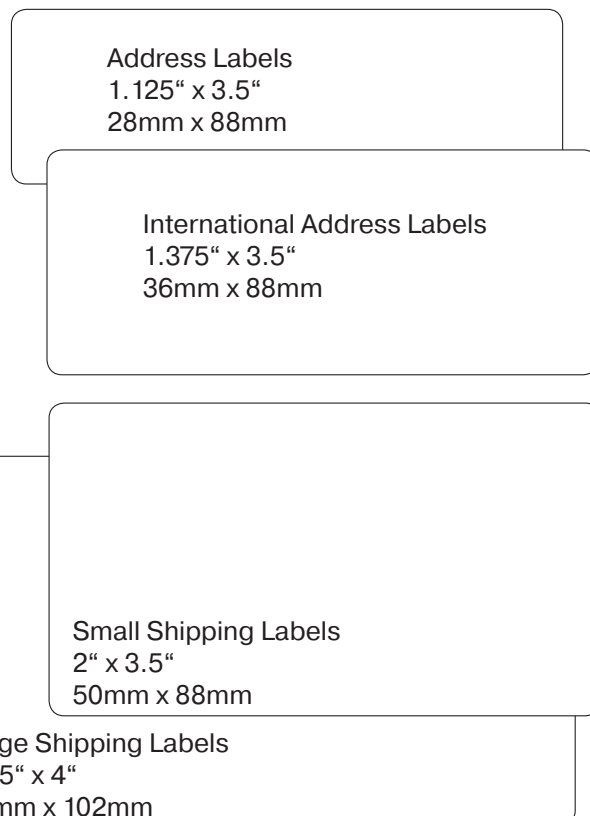 Address Labels
1.125“ x 3.5“
28mm x 88mm
International Address Labels
1.375“ x 3.5“
36mm x 88mm
Small Shipping Labels
2“ x 3.5“
50mm x 88mm
Shipping Labels
x 4“
x 102mm